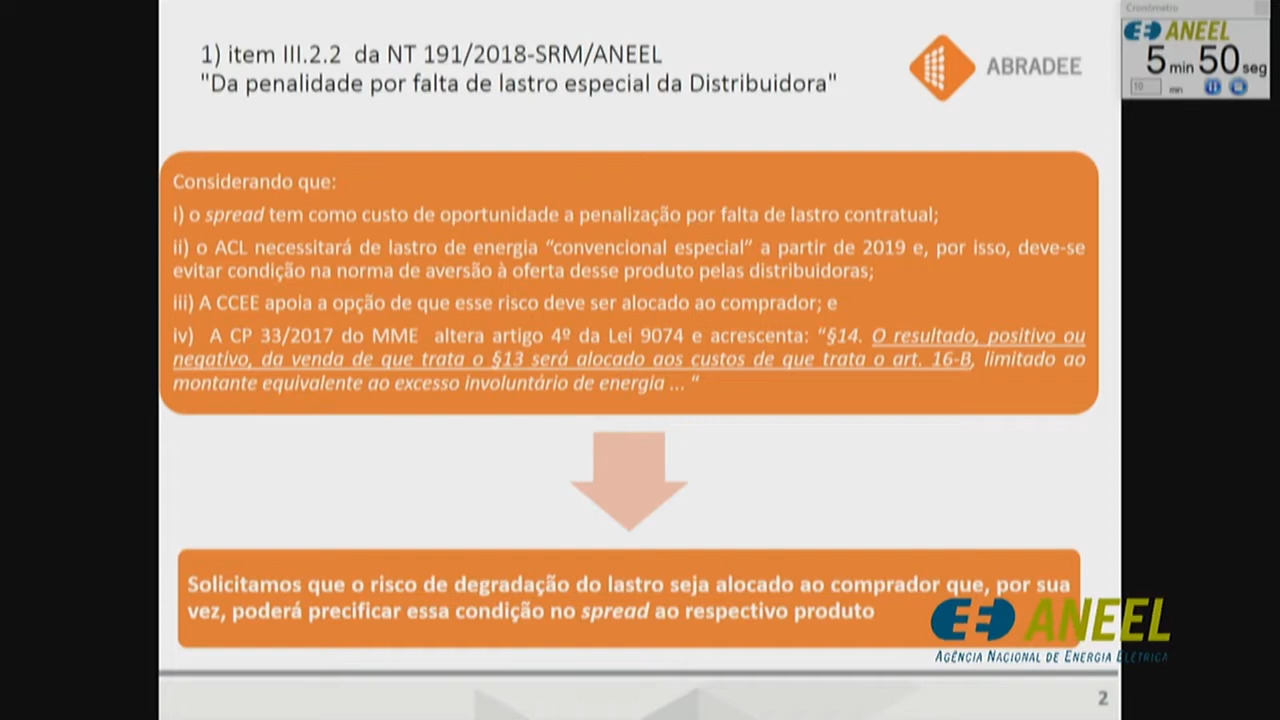 Cronômetro
ANEEL
5 min 50 seg
10 min
1) item III.2.2 da NT 191/2018-SRM/ANEEL
"Da penalidade por falta de lastro especial da Distribuidora"
ABRADEE
Considerando que:
i) o spread tem como custo de oportunidade a penalização por falta de lastro contratual;
ii) o ACL necessitará de lastro de energia “convencional especial” a partir de 2019 e, por isso, deve-se
evitar condição na norma de aversão à oferta desse produto pelas distribuidoras;
iii) A CCEE apoia a opção de que esse risco deve ser alocado ao comprador; e
iv) A CP 33/2017 do MME altera artigo 4º da Lei 9074 e acrescenta: “§14. O resultado, positivo ou
negativo, da venda de que trata o §13 será alocado aos custos de que trata o art. 16-B, limitado ao
montante equivalente ao excesso involuntário de energia ... “
Solicitamos que o risco de degradação do lastro seja alocado ao comprador que, por sua
vez, poderá precificar essa condição no spread ao respectivo produto
ANEEL
AGÊNCIA NACIONAL DE ENERGIA ELÉTRICA
2